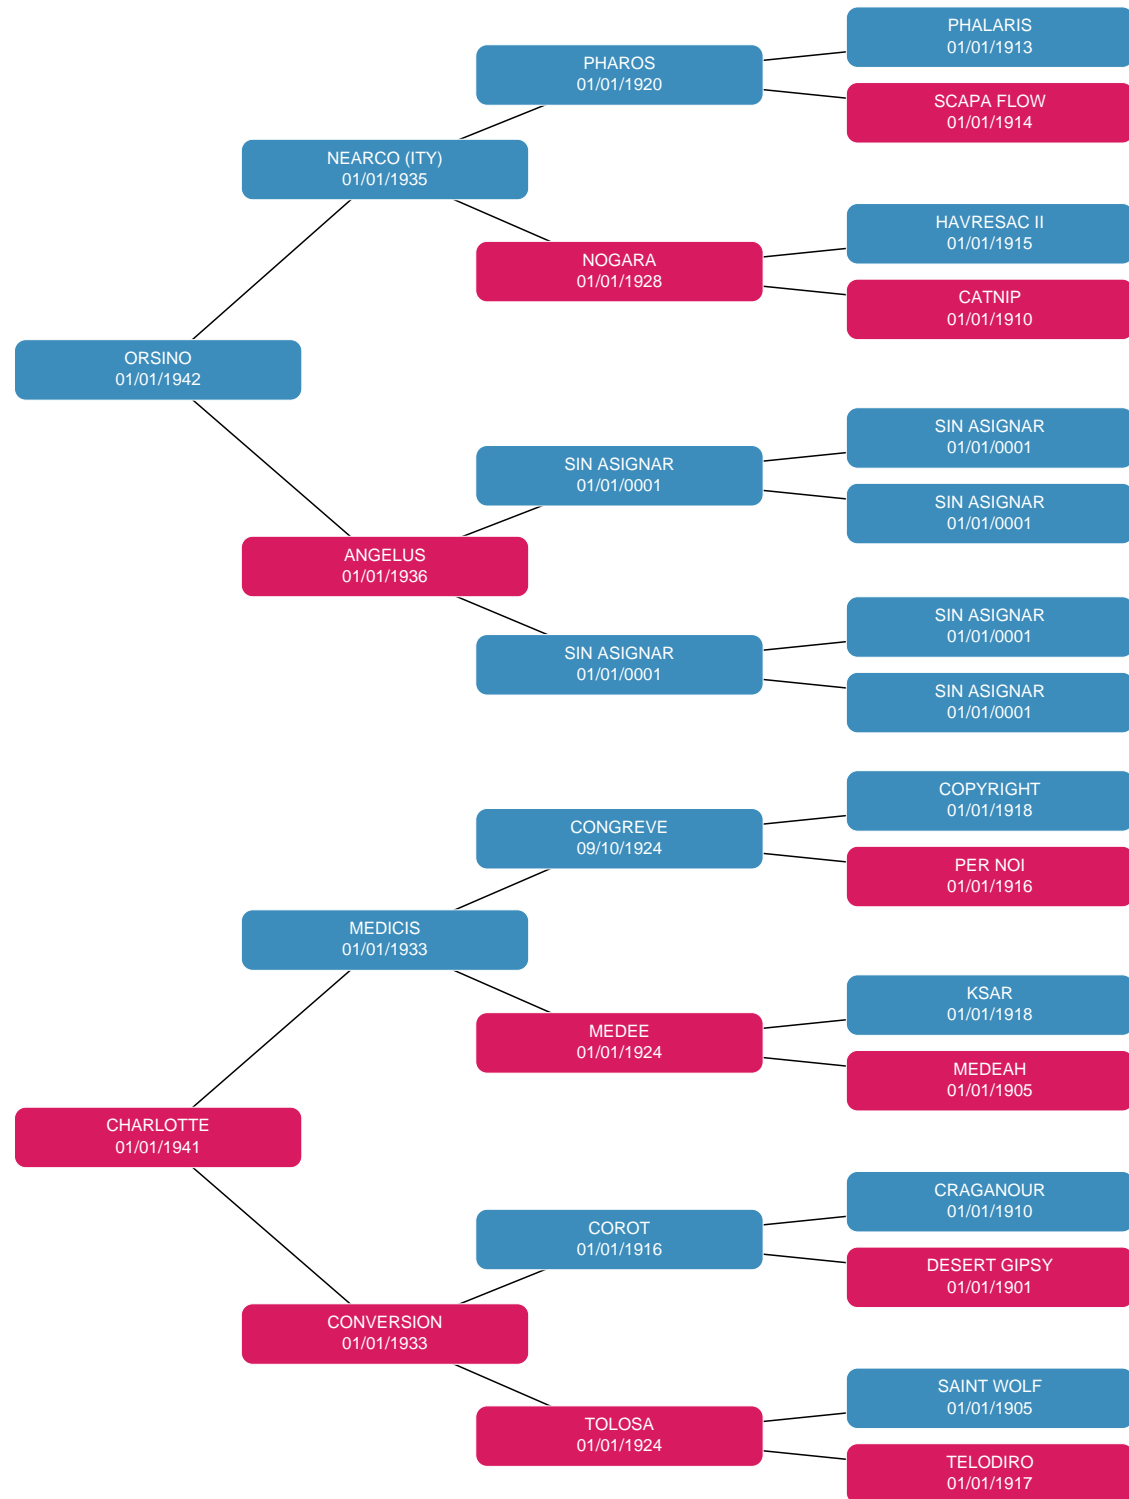 PHALARIS
01/01/1913
PHAROS
01/01/1920
SCAPA FLOW
01/01/1914
NEARCO (ITY)
01/01/1935
HAVRESAC II
01/01/1915
NOGARA
01/01/1928
CATNIP
01/01/1910
ORSINO
01/01/1942
SIN ASIGNAR
01/01/0001
SIN ASIGNAR
01/01/0001
SIN ASIGNAR
01/01/0001
ANGELUS
01/01/1936
SIN ASIGNAR
01/01/0001
SIN ASIGNAR
01/01/0001
SIN ASIGNAR
01/01/0001
COPYRIGHT
01/01/1918
CONGREVE
09/10/1924
PER NOI
01/01/1916
MEDICIS
01/01/1933
KSAR
01/01/1918
MEDEE
01/01/1924
MEDEAH
01/01/1905
CHARLOTTE
01/01/1941
CRAGANOUR
01/01/1910
COROT
01/01/1916
DESERT GIPSY
01/01/1901
CONVERSION
01/01/1933
SAINT WOLF
01/01/1905
TOLOSA
01/01/1924
TELODIRO
01/01/1917